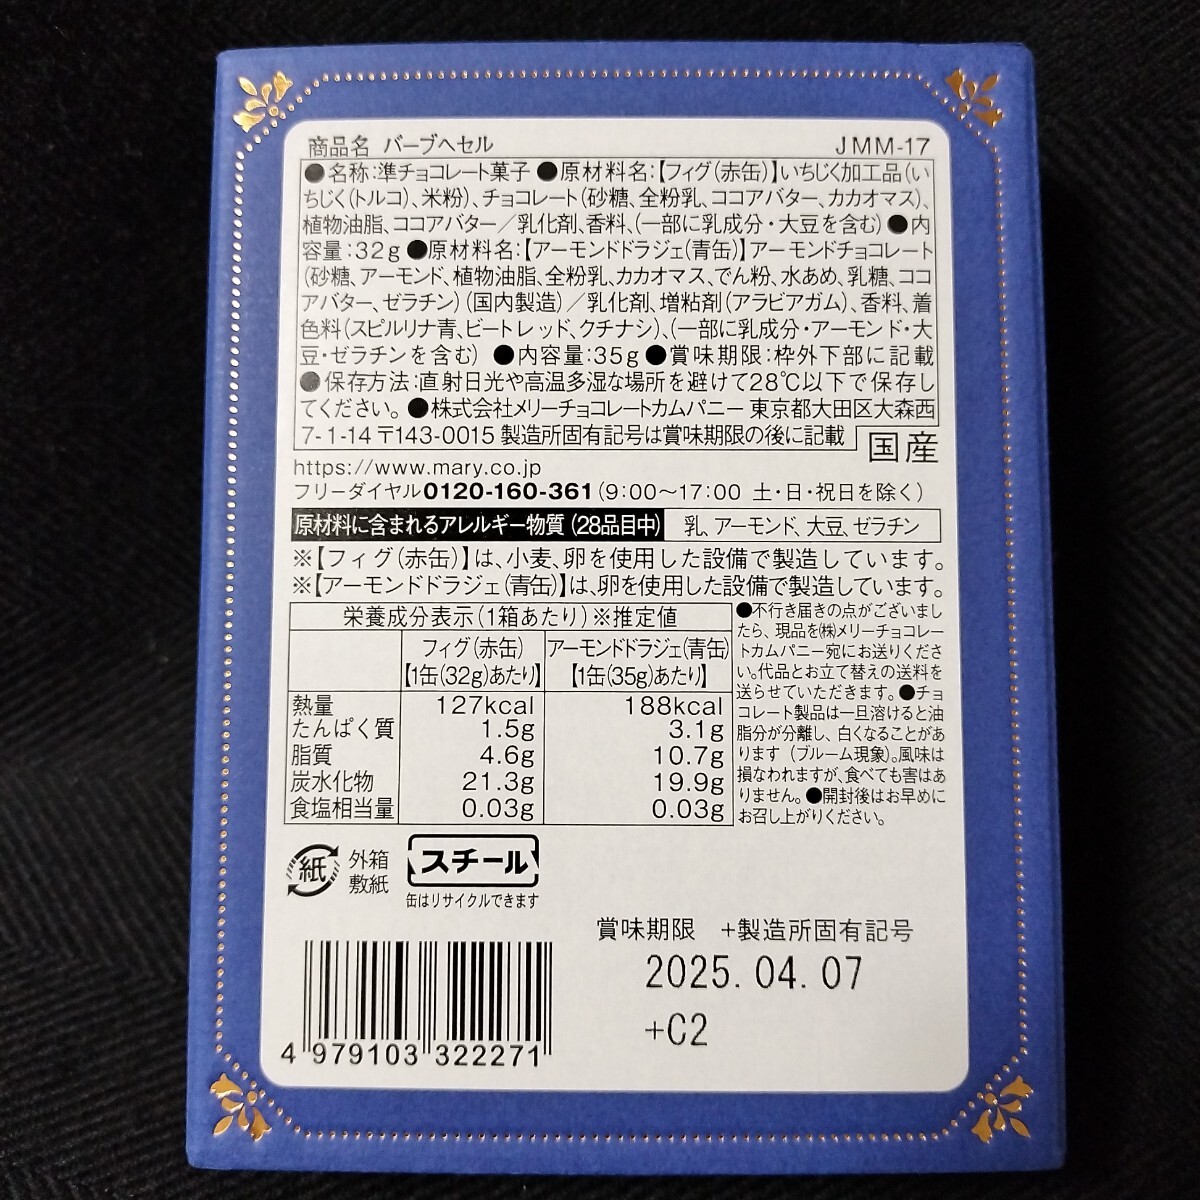 商品名 バーブヘセル JMM-17
●名称:準チョコレート菓子 ●原材料名:【フィグ(赤缶)】いちじく加工品(い
ちじく(トルコ)、米粉)、チョコレート(砂糖、全粉乳、ココアバター、カカオマス)、
植物油脂、ココアバター／乳化剤、香料、(一部に乳成分・大豆を含む) ●内
容量:32g ●原材料名:【アーモンドドラジェ(青缶)】アーモンドチョコレート
(砂糖、アーモンド、植物油脂、全粉乳、カカオマス、でん粉、水あめ、乳糖、ココ
アバター、ゼラチン)(国内製造)／乳化剤、増粘剤(アラビアガム)、香料、着
色料(スピルリナ青、ビートレッド、クチナシ)、(一部に乳成分・アーモンド・大
豆・ゼラチンを含む) ●内容量:35g ●賞味期限:枠外下部に記載
●保存方法:直射日光や高温多湿な場所を避けて28℃以下で保存し
てください。●株式会社メリーチョコレートカムパニー 東京都大田区大森西
7-1-14 〒143-0015 製造所固有記号は賞味期限の後に記載
国産
https://www.mary.co.jp
フリーダイヤル0120-160-361(9:00～17:00 土・日・祝日を除く)
原材料に含まれるアレルギー物質(28品目中) 乳、アーモンド、大豆、ゼラチン
※【フィグ(赤缶)】は、小麦、卵を使用した設備で製造しています。
※【アーモンドドラジェ(青缶)】は、卵を使用した設備で製造しています。
栄養成分表示(1箱あたり)※推定値
フィグ(赤缶) アーモンドドラジェ(青缶)
【1缶(32g)あたり】 【1缶(35g)あたり】
熱量 127kcal 188kcal
たんぱく質 1.5g 3.1g
脂質 4.6g 10.7g
炭水化物 21.3g 19.9g
食塩相当量 0.03g 0.03g
●不行き届きの点がございまし
たら、現品を㈱メリーチョコレー
トカムパニー宛にお送りくださ
い。代品とお立て替えの送料を
送らせていただきます。●チョ
コレート製品は一旦溶けると油
脂分が分離し、白くなることがあ
ります(ブルーム現象)。風味は
損なわれますが、食べても害はあ
りません。●開封後はお早めに
お召し上がりください。
紙
外箱
敷紙
スチール
缶はリサイクルできます
賞味期限 +製造所固有記号
2025.04.07
+C2
4 979103 322271